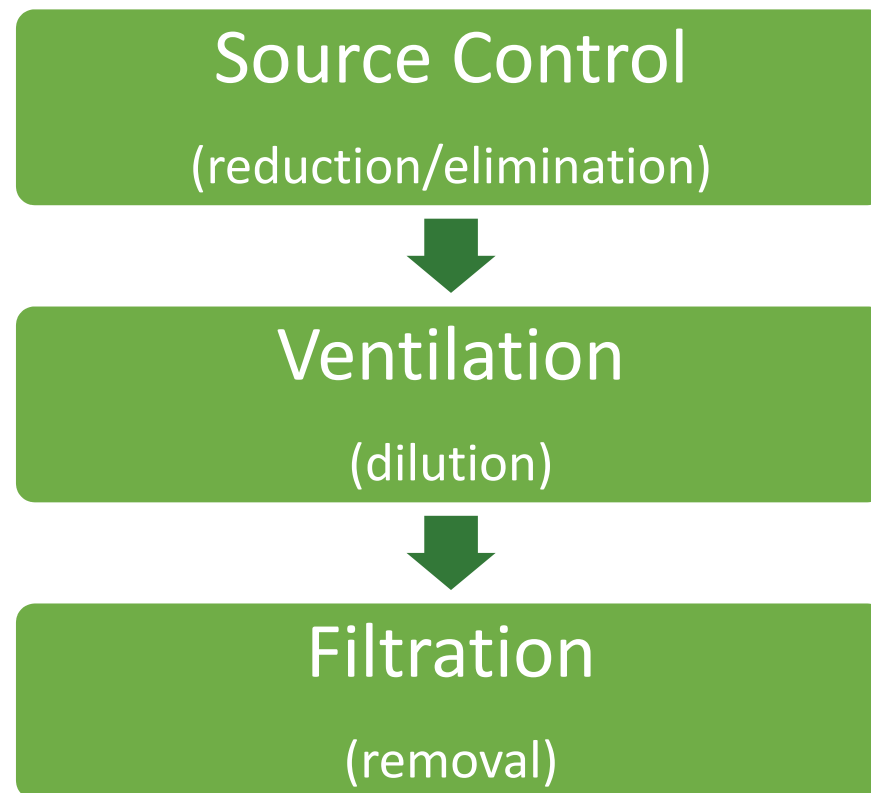 Source Control
(reduction/elimination)
Ventilation
(dilution)
Filtration
(removal)